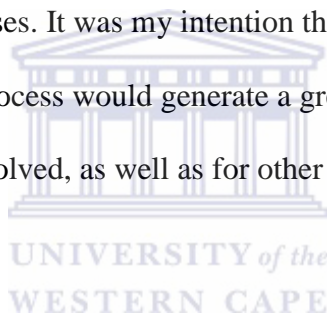 ses. It was my intention th
ocess would generate a gr
olved, as well as for other
UNIVERSITY of the
WESTERN CAPE